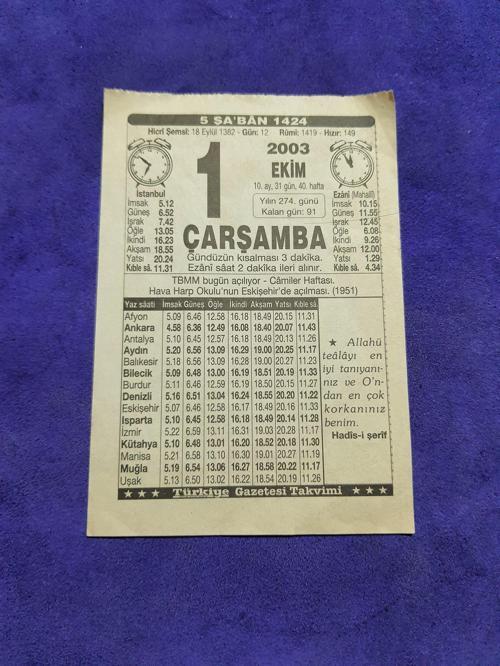 5 ŞA'BÂN 1424
Hicrî Şemsî: 18 Eylül 1382 - Gün: 12 Rûmî: 1419 - Hızır: 149
1
2003
EKİM
10. ay, 31 gün, 40. hafta
Yılın 274. günü
Kalan gün: 91
ÇARŞAMBA
Gündüzün kısalması 3 dakîka.
Ezânî sâat 2 dakîka ileri alınır.
İstanbul
İmsak 5.12
Güneş 6.52
İşrak 7.42
Öğle 13.05
İkindi 16.23
Akşam 18.55
Yatsı 20.24
Kıble sâ. 11.31
Ezânî (Mahallî)
İmsak 10.15
Güneş 11.55
İşrak 12.45
Öğle 6.08
İkindi 9.26
Akşam 12.00
Yatsı 1.29
Kıble sâ. 4.34
TBMM bugün açılıyor - Câmiler Haftası.
Hava Harp Okulu'nun Eskişehir'de açılması. (1951)
Yaz sâati İmsak Güneş Öğle İkindi Akşam Yatsı Kıble sâ.
Afyon 5.09 6.46 12.58 16.18 18.49 20.15 11.31
Ankara 4.58 6.36 12.49 16.08 18.40 20.07 11.43
Antalya 5.10 6.45 12.57 16.18 18.48 20.13 11.27
Aydın 5.20 6.56 13.09 16.29 19.00 20.25 11.17
Balıkesir 5.18 6.56 13.09 16.28 19.00 20.27 11.23
Bilecik 5.09 6.48 13.01 16.20 18.51 20.19 11.33
Burdur 5.11 6.46 12.59 16.19 18.50 20.15 11.27
Denizli 5.16 6.51 13.04 16.24 18.55 20.20 11.22
Eskişehir 5.07 6.46 12.58 16.17 18.49 20.16 11.33
Isparta 5.10 6.45 12.58 16.18 18.49 20.14 11.28
İzmir 5.22 6.59 13.11 16.31 19.03 20.28 11.17
Kütahya 5.10 6.48 13.01 16.20 18.52 20.18 11.30
Manisa 5.21 6.58 13.10 16.30 19.01 20.27 11.19
Muğla 5.19 6.54 13.06 16.27 18.58 20.22 11.17
Uşak 5.13 6.50 13.02 16.22 18.54 20.19 11.26
★ Allahü
teâlâyı en
iyi tanıyanı-
nız ve O'n-
dan en çok
korkanınız
benim.
Hadîs-i şerîf
★ ★ ★ Türkiye Gazetesi Takvimi ★ ★ ★